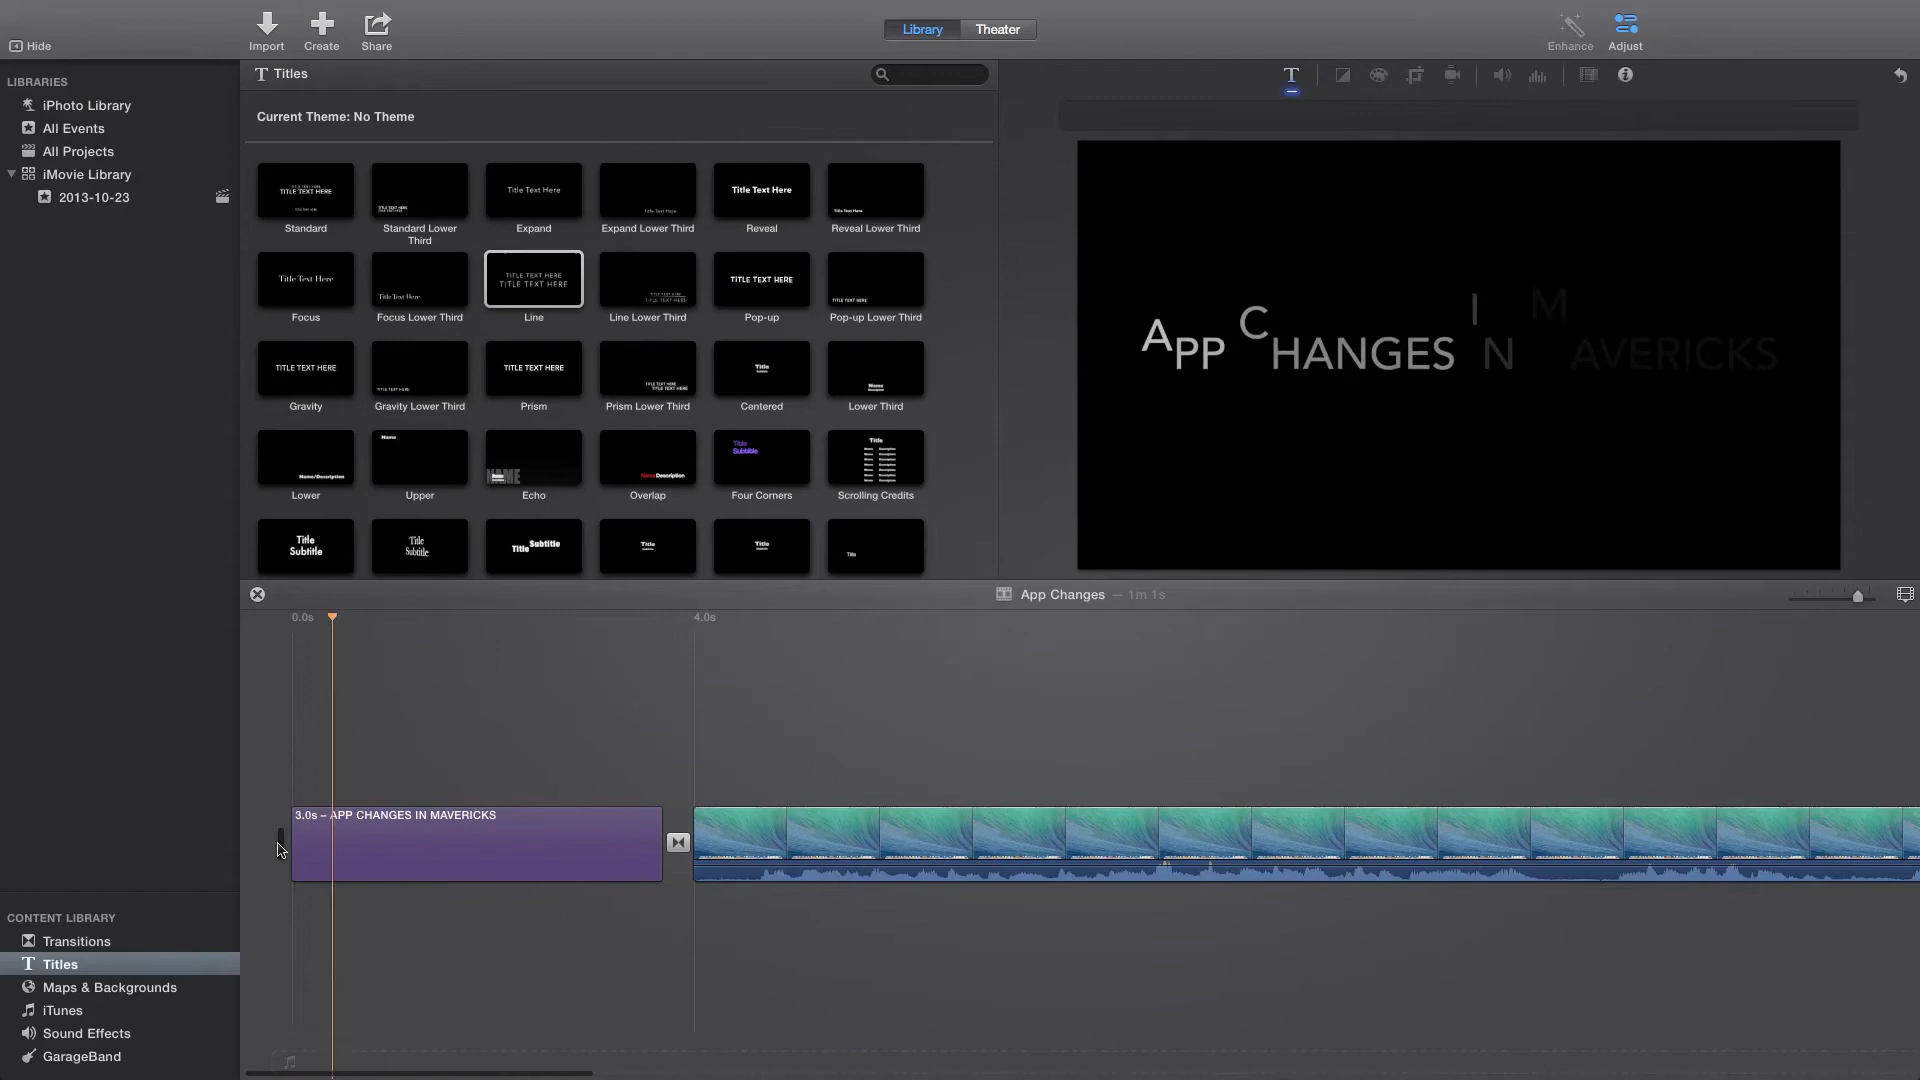 Hide
Import
Create
Share
Library
Theater
Enhance
Adjust
LIBRARIES
iPhoto Library
All Events
All Projects
iMovie Library
2013-10-23
T Titles
Current Theme: No Theme
TITLE TEXT HERE
Title Text Here
Title Text Here
Title Text Here
Title Text Here
Standard
Standard Lower
Third
Expand
Expand Lower Third
Reveal
Reveal Lower Third
Title Text Here
Title Text Here
TITLE TEXT HERE
TITLE TEXT HERE
TITLE TEXT HERE
TITLE TEXT HERE
TITLE TEXT HERE
Focus
Focus Lower Third
Line
Line Lower Third
Pop-up
Pop-up Lower Third
TITLE TEXT HERE
TITLE TEXT HERE
TITLE TEXT HERE
TITLE TEXT HERE
TITLE TEXT HERE
Title
Name
Gravity
Gravity Lower Third
Prism
Prism Lower Third
Centered
Lower Third
Name/Description
Name
NAME
NameDescription
Title
Subtitle
Title
Lower
Upper
Echo
Overlap
Four Corners
Scrolling Credits
Title
Subtitle
Title
Subtitle
Title Subtitle
Title
Title
Title
APP CHANGES IN MAVERICKS
App Changes — 1m 1s
0.0s
4.0s
3.0s – APP CHANGES IN MAVERICKS
CONTENT LIBRARY
Transitions
T Titles
Maps & Backgrounds
iTunes
Sound Effects
GarageBand